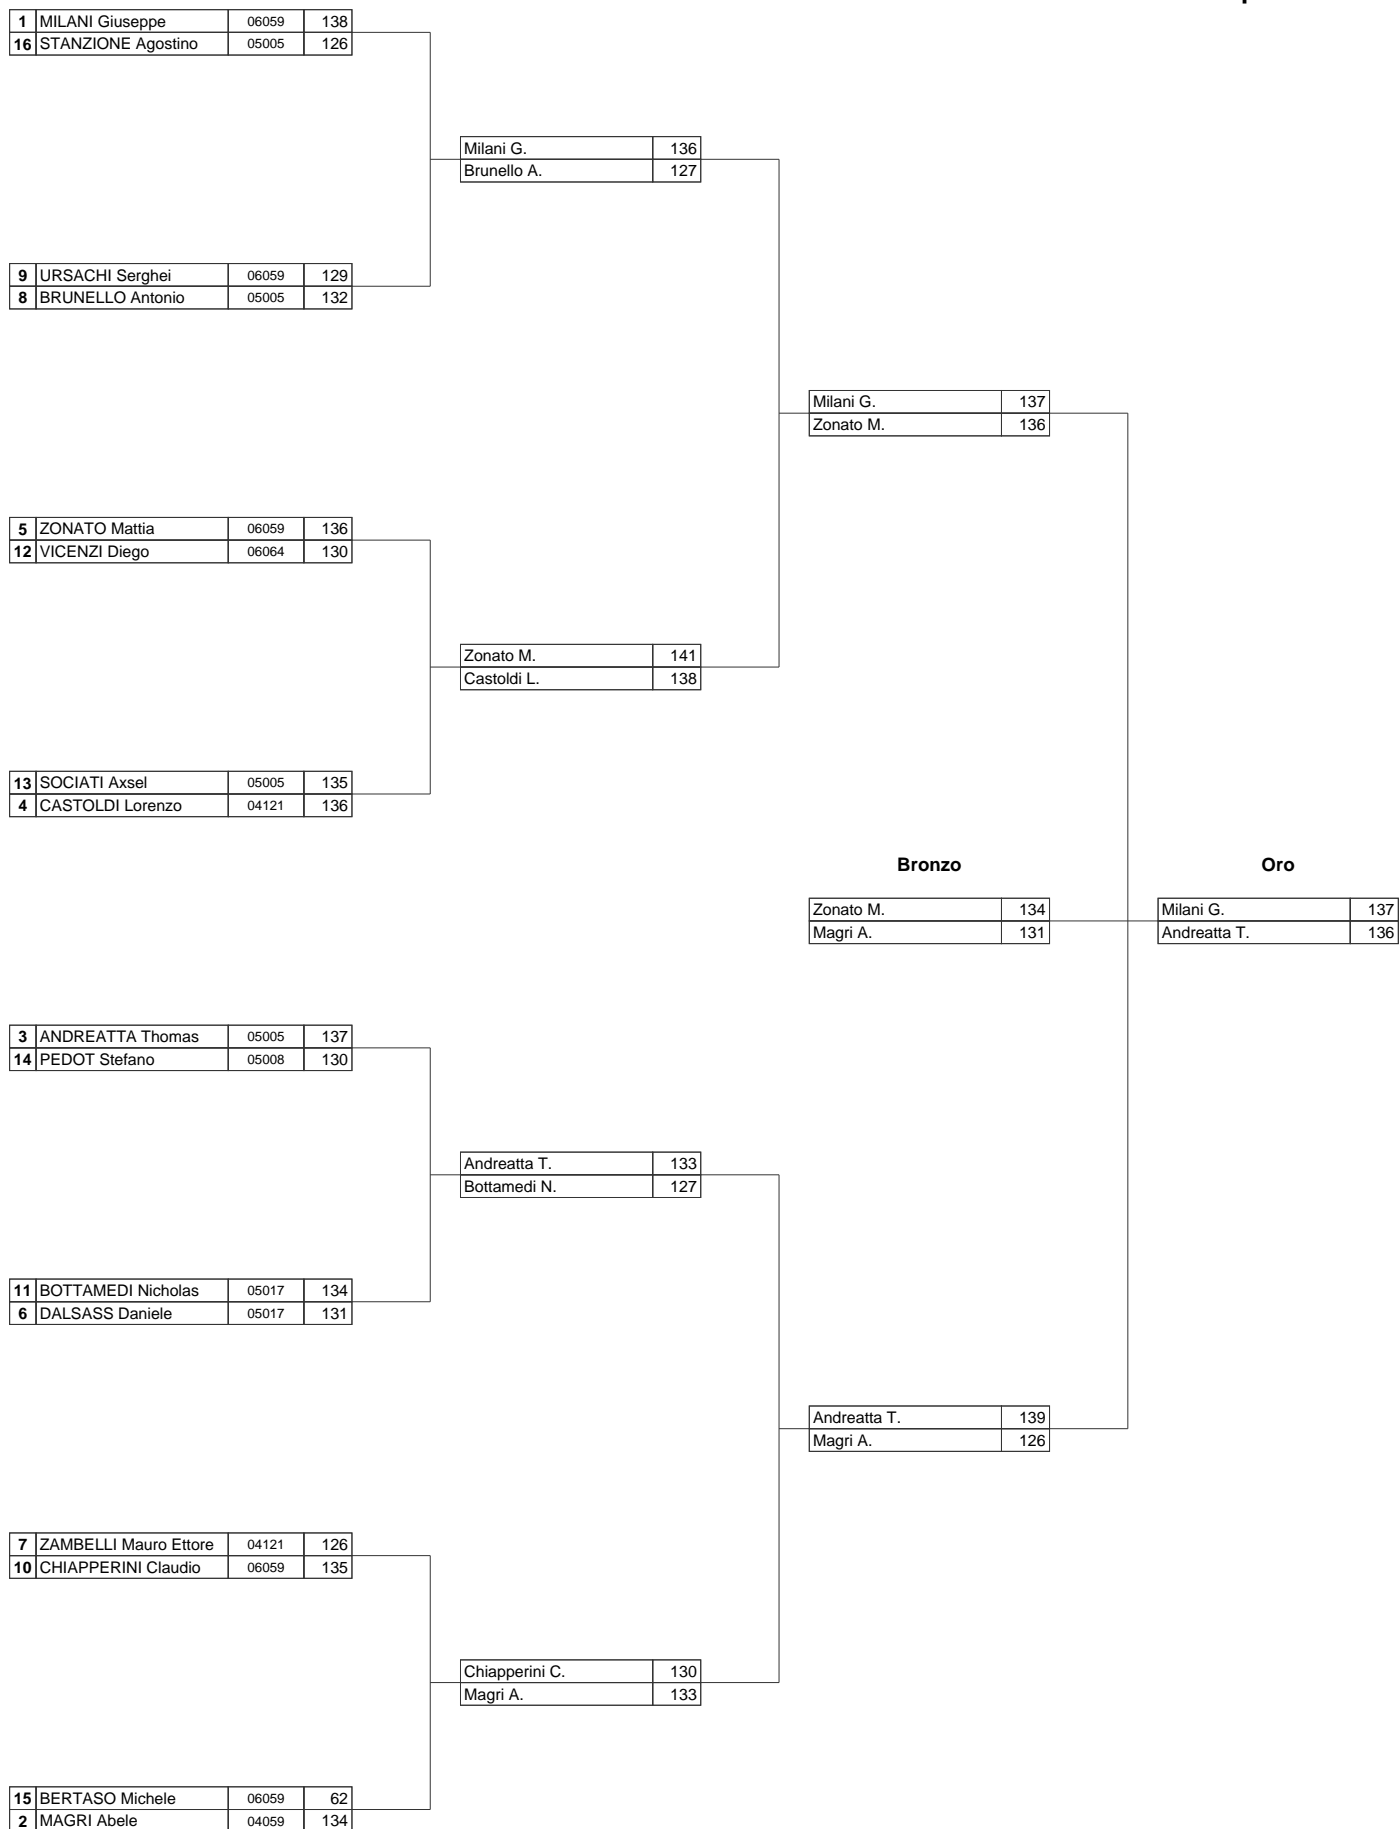 1 MILANI Giuseppe 06059 138
16 STANZIONE Agostino 05005 126
Milani G. 136
Brunello A. 127
9 URSACHI Serghei 06059 129
8 BRUNELLO Antonio 05005 132
Milani G. 137
Zonato M. 136
5 ZONATO Mattia 06059 136
12 VICENZI Diego 06064 130
Zonato M. 141
Castoldi L. 138
13 SOCIATI Axsel 05005 135
4 CASTOLDI Lorenzo 04121 136
Bronzo Oro
Zonato M. 134 Milani G. 137
Magri A. 131 Andreatta T. 136
3 ANDREATTA Thomas 05005 137
14 PEDOT Stefano 05008 130
Andreatta T. 133
Bottamedi N. 127
11 BOTTAMEDI Nicholas 05017 134
6 DALSASS Daniele 05017 131
Andreatta T. 139
Magri A. 126
7 ZAMBELLI Mauro Ettore 04121 126
10 CHIAPPERINI Claudio 06059 135
Chiapperini C. 130
Magri A. 133
15 BERTASO Michele 06059 62
2 MAGRI Abele 04059 134